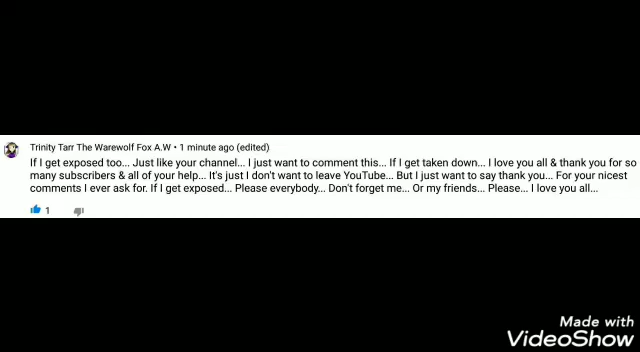 Trinity Tarr The Warewolf Fox A.W • 1 minute ago (edited)
If I get exposed too... Just like your channel... I just want to comment this... If I get taken down... I love you all & thank you for so
many subscribers & all of your help... It's just I don't want to leave YouTube... But I just want to say thank you... For your nicest
comments I ever ask for. If I get exposed... Please everybody... Don't forget me... Or my friends... Please... I love you all...
1
Made with
VideoShow